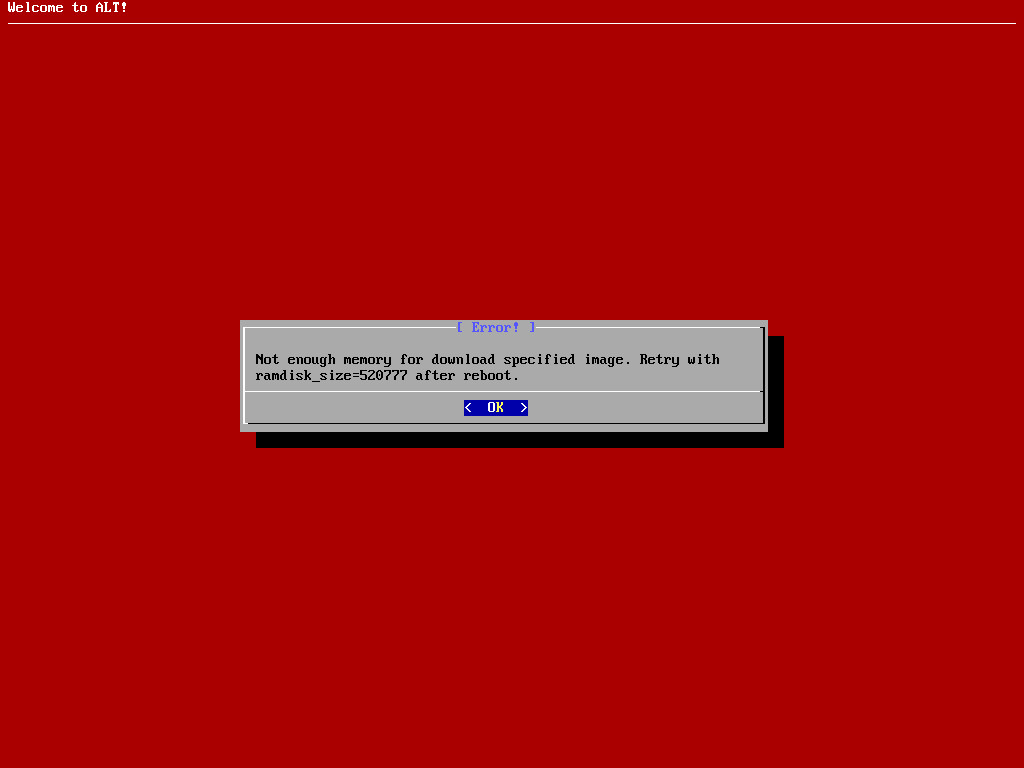 Welcome to ALT!
[ Error! ]
Not enough memory for download specified image. Retry with
ramdisk_size=520777 after reboot.
< OK >